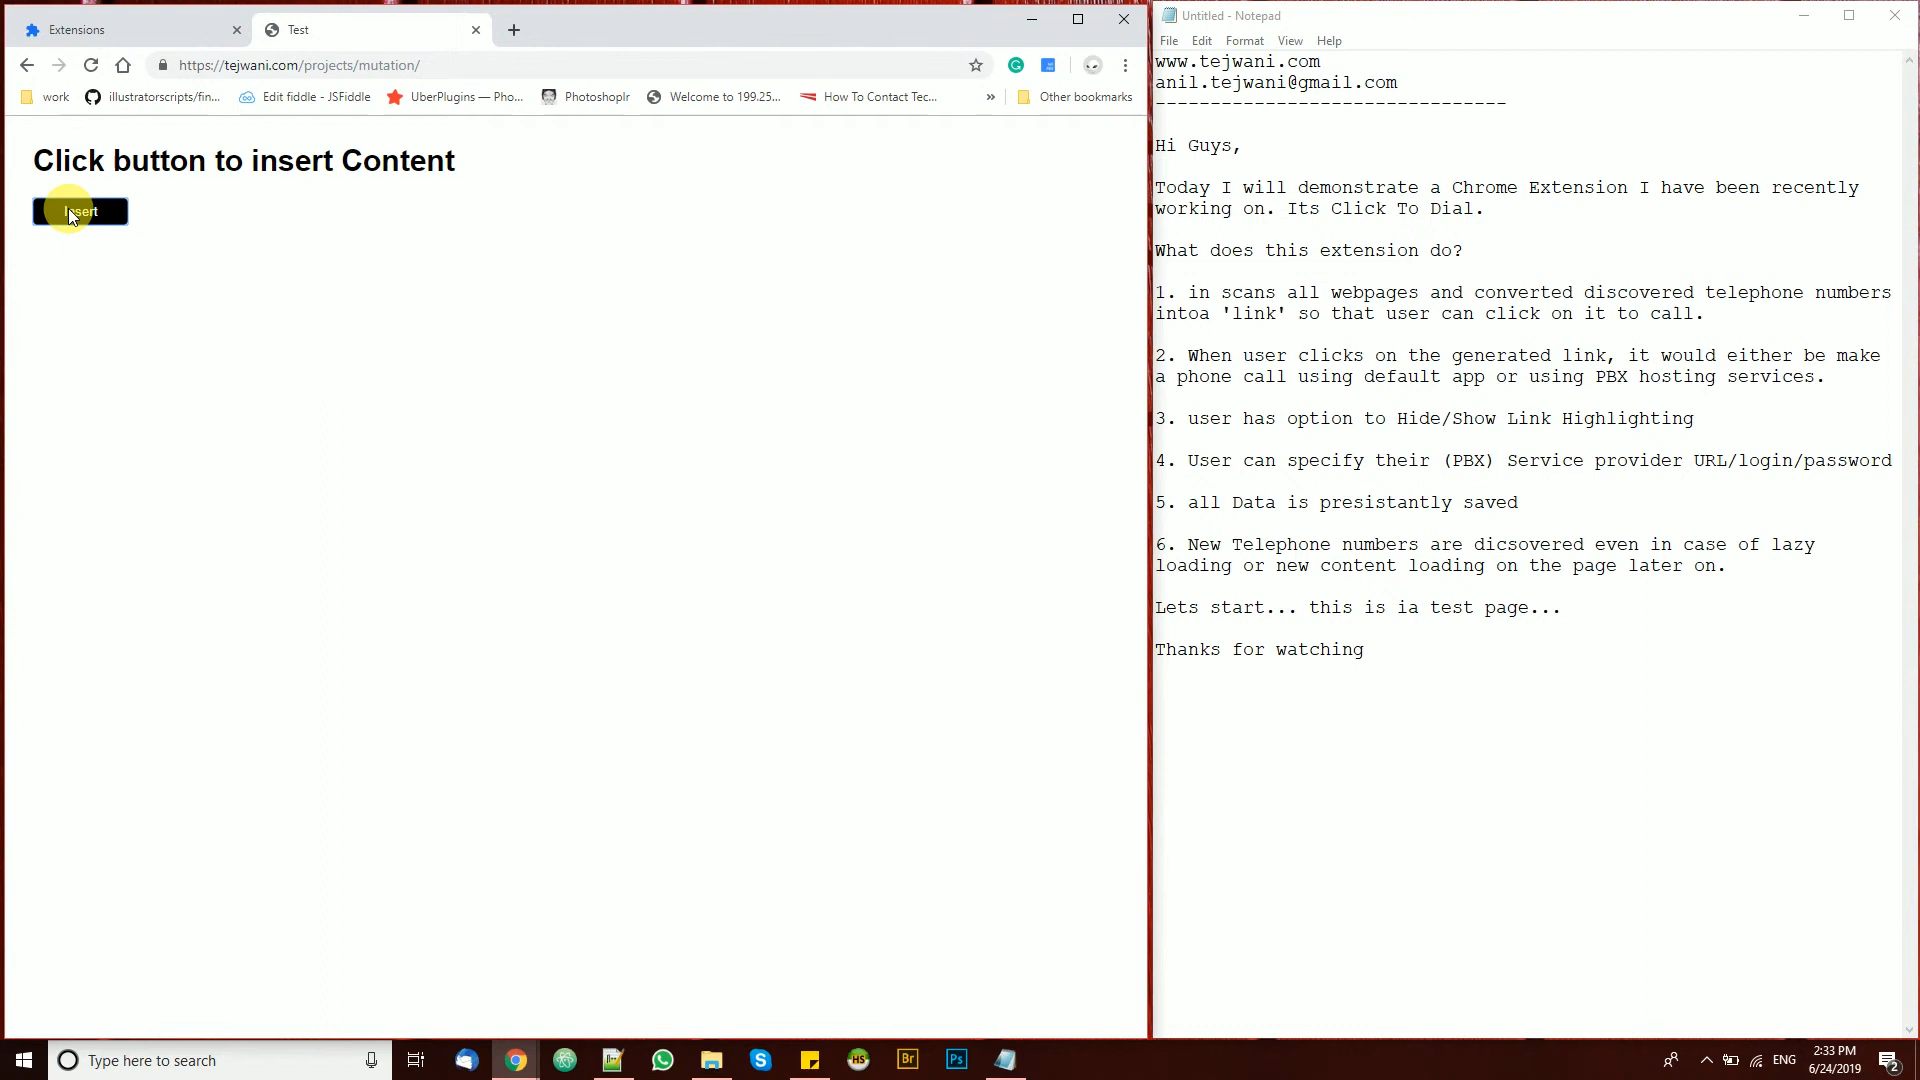 Extensions
Test
Untitled - Notepad
File Edit Format View Help
https://tejwani.com/projects/mutation/
work
illustratorscripts/fin...
Edit fiddle - JSFiddle
UberPlugins — Pho...
Photoshoplr
Welcome to 199.25...
How To Contact Tec...
»
Other bookmarks
Click button to insert Content
Insert
www.tejwani.com
anil.tejwani@gmail.com
--------------------------------
Hi Guys,
Today I will demonstrate a Chrome Extension I have been recently
working on. Its Click To Dial.
What does this extension do?
1. in scans all webpages and converted discovered telephone numbers
intoa 'link' so that user can click on it to call.
2. When user clicks on the generated link, it would either be make
a phone call using default app or using PBX hosting services.
3. user has option to Hide/Show Link Highlighting
4. User can specify their (PBX) Service provider URL/login/password
5. all Data is presistantly saved
6. New Telephone numbers are dicsovered even in case of lazy
loading or new content loading on the page later on.
Lets start... this is ia test page...
Thanks for watching
Type here to search
HS
Br
Ps
ENG
2:33 PM
6/24/2019
2